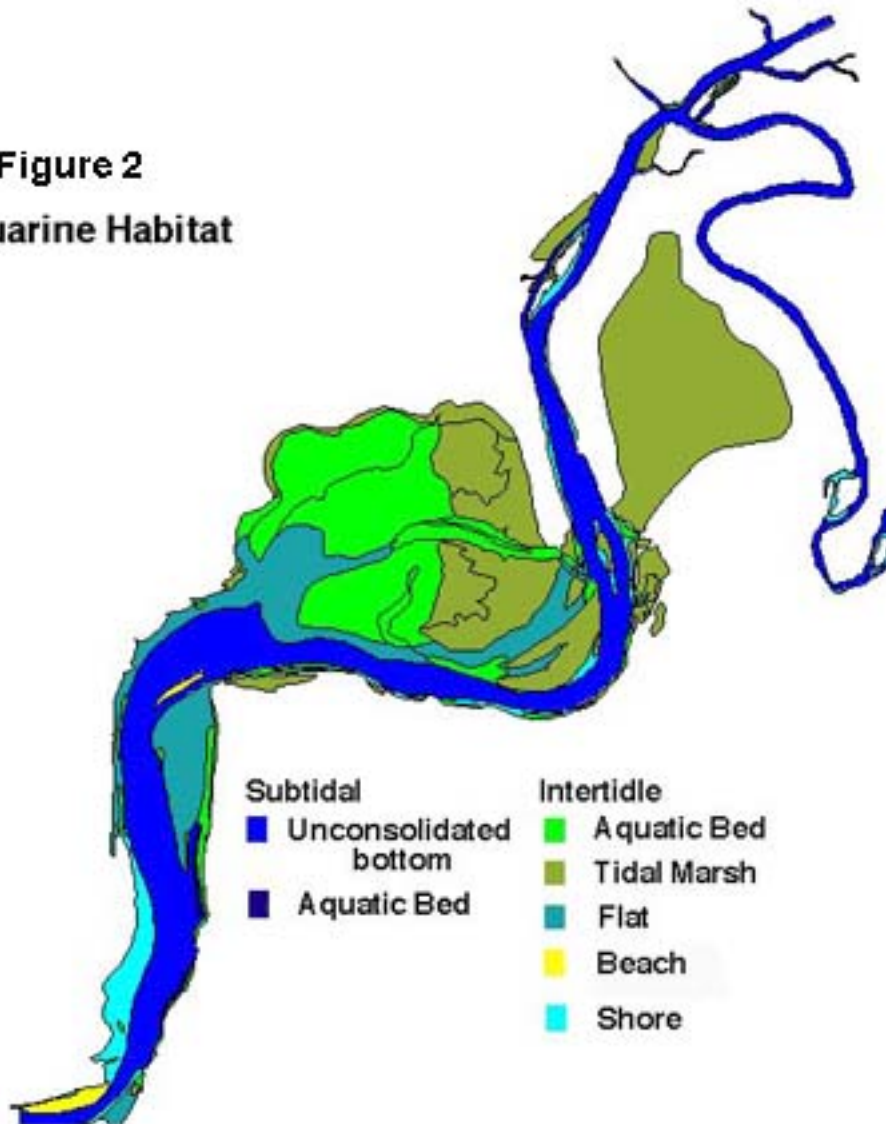 Figure 2
uarine Habitat
Subtidal
Unconsolidated
bottom
Aquatic Bed
Intertidle
Aquatic Bed
Tidal Marsh
Flat
Beach
Shore